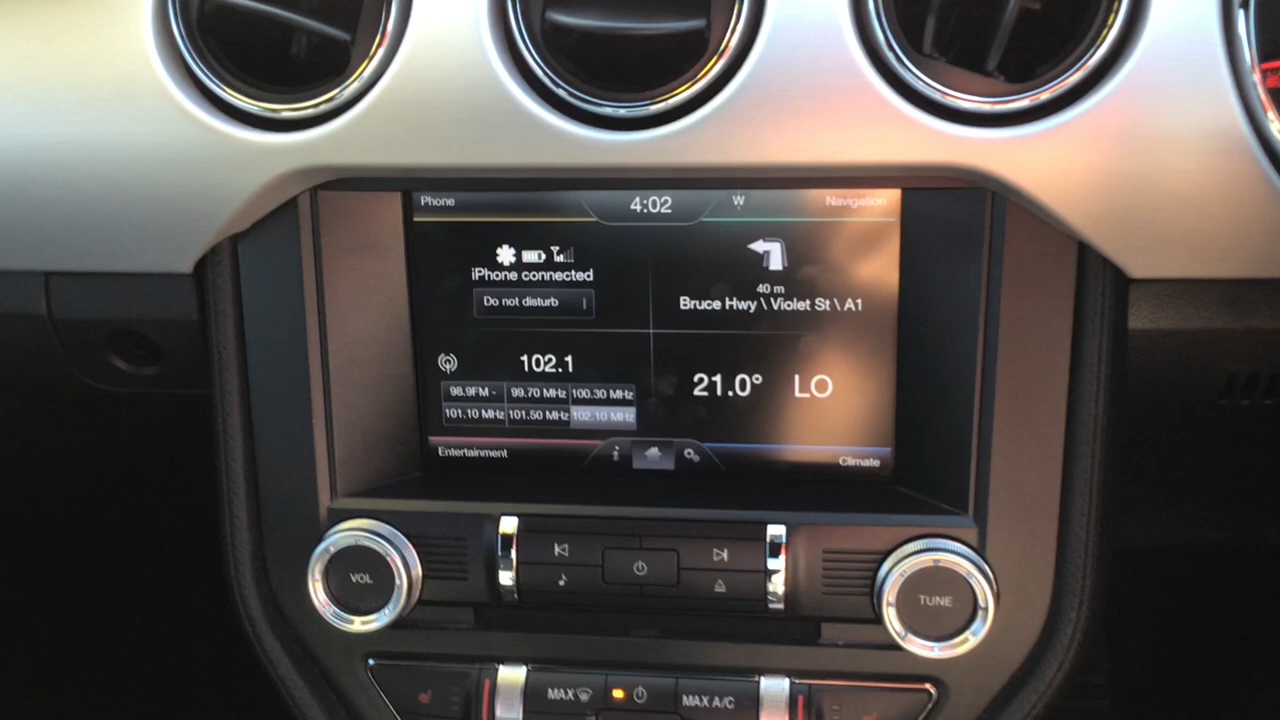 Phone
4:02
W
Navigation
iPhone connected
Do not disturb
40 m
Bruce Hwy \ Violet St \ A1
102.1
98.9FM -
99.70 MHz
100.30 MHz
101.10 MHz
101.50 MHz
102.10 MHz
21.0° LO
Entertainment
Climate
VOL
TUNE
MAX
MAX A/C